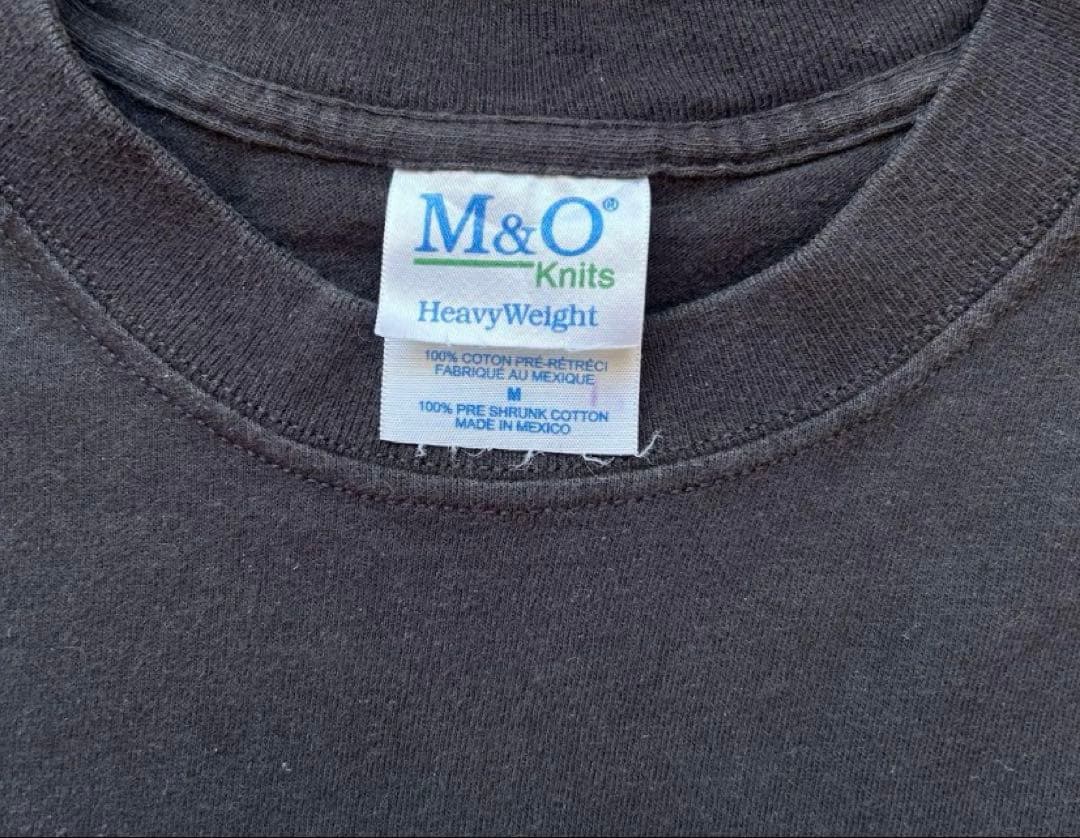 M&O®
Knits
HeavyWeight
100% COTON PRÉ-RÉTRÉCI
FABRIQUÉ AU MEXIQUE
M
100% PRE SHRUNK COTTON
MADE IN MEXICO